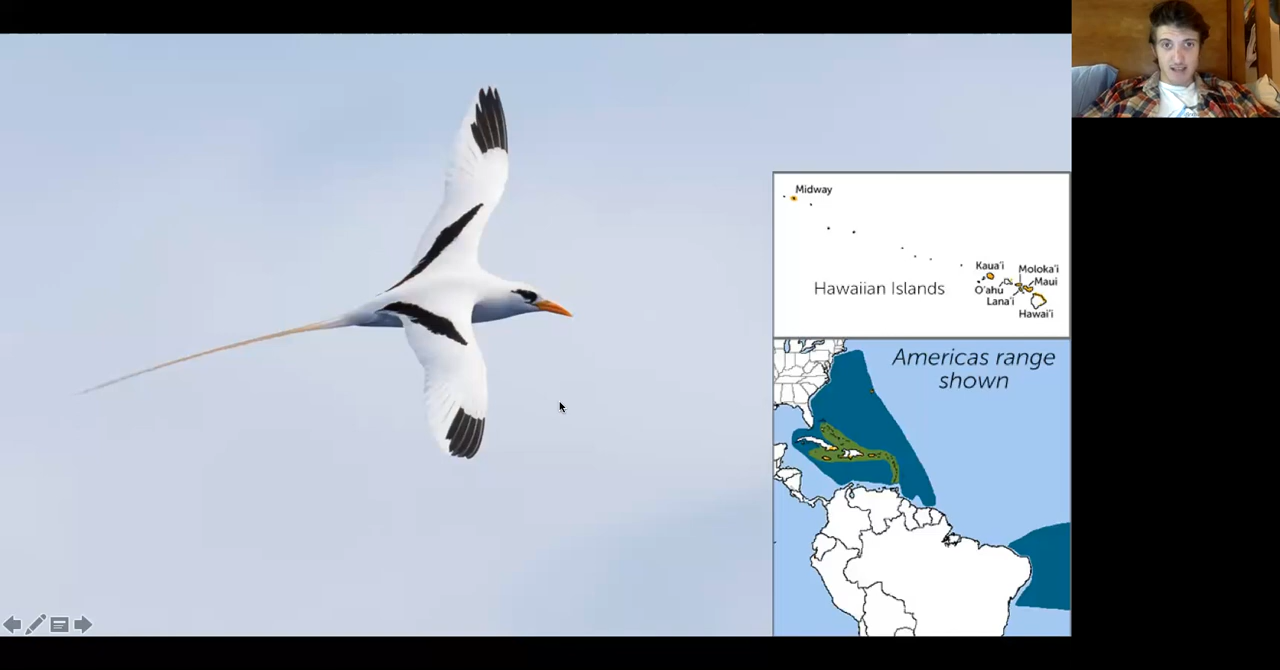 Midway
Kaua'i
Moloka'i
Maui
O'ahu
Lana'i
Hawai'i
Hawaiian Islands
Americas range
shown